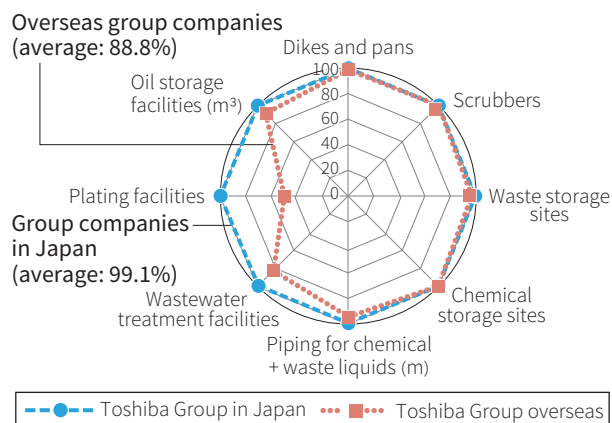 Overseas group companies
(average: 88.8%)
Dikes and pans
Oil storage
facilities (m³)
Scrubbers
100
80
60
40
20
0
Plating facilities
Waste storage
sites
Group companies
in Japan
(average: 99.1%)
Wastewater
treatment facilities
Chemical
storage sites
Piping for chemical
+ waste liquids (m)
Toshiba Group in Japan
Toshiba Group overseas